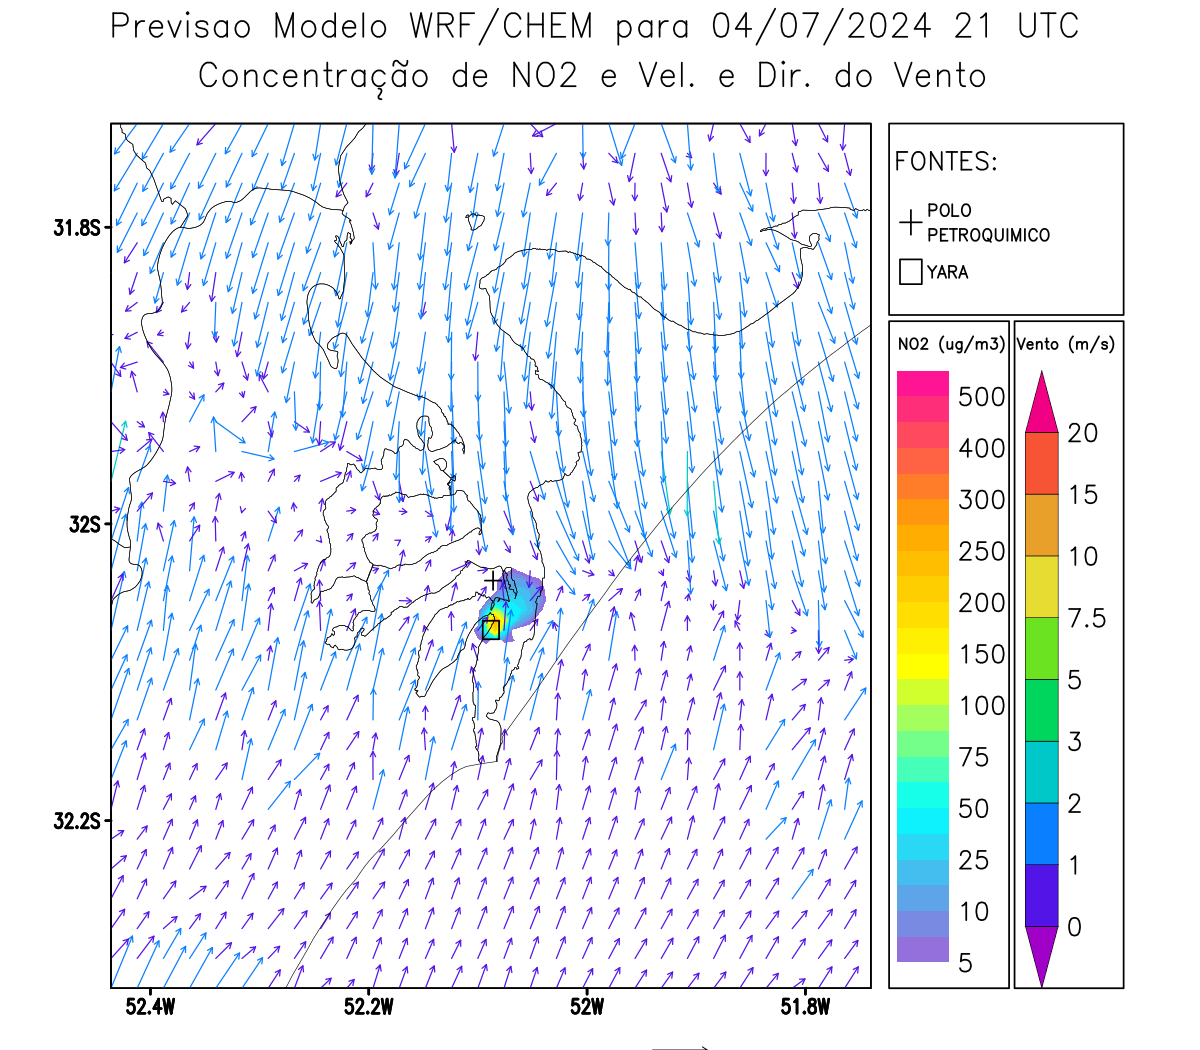 Previsao Modelo WRF/CHEM para 04/07/2024 21 UTC
Concentração de NO2 e Vel. e Dir. do Vento
FONTES:
POLO
PETROQUIMICO
YARA
NO2 (ug/m3)
500
400
300
250
200
150
100
75
50
25
10
5
Vento (m/s)
20
15
10
7.5
5
3
2
1
0
31.8S
32S
32.2S
52.4W
52.2W
52W
51.8W